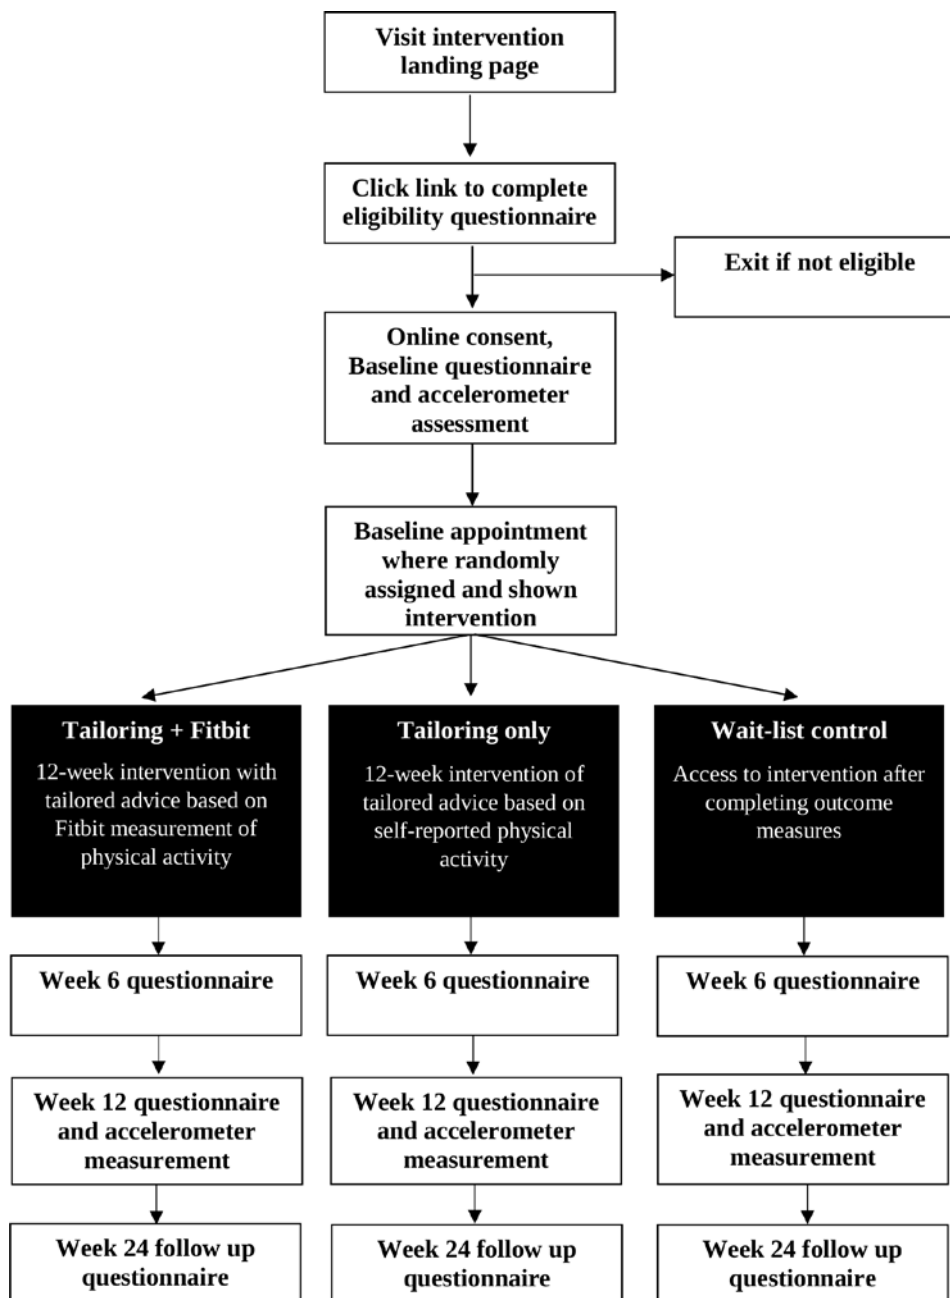 Visit intervention
landing page
Click link to complete
eligibility questionnaire
Exit if not eligible
Online consent,
Baseline questionnaire
and accelerometer
assessment
Baseline appointment
where randomly
assigned and shown
intervention
Tailoring + Fitbit
12-week intervention with
tailored advice based on
Fitbit measurement of
physical activity
Tailoring only
12-week intervention of
tailored advice based on
self-reported physical
activity
Wait-list control
Access to intervention after
completing outcome
measures
Week 6 questionnaire
Week 6 questionnaire
Week 6 questionnaire
Week 12 questionnaire
and accelerometer
measurement
Week 12 questionnaire
and accelerometer
measurement
Week 12 questionnaire
and accelerometer
measurement
Week 24 follow up
questionnaire
Week 24 follow up
questionnaire
Week 24 follow up
questionnaire